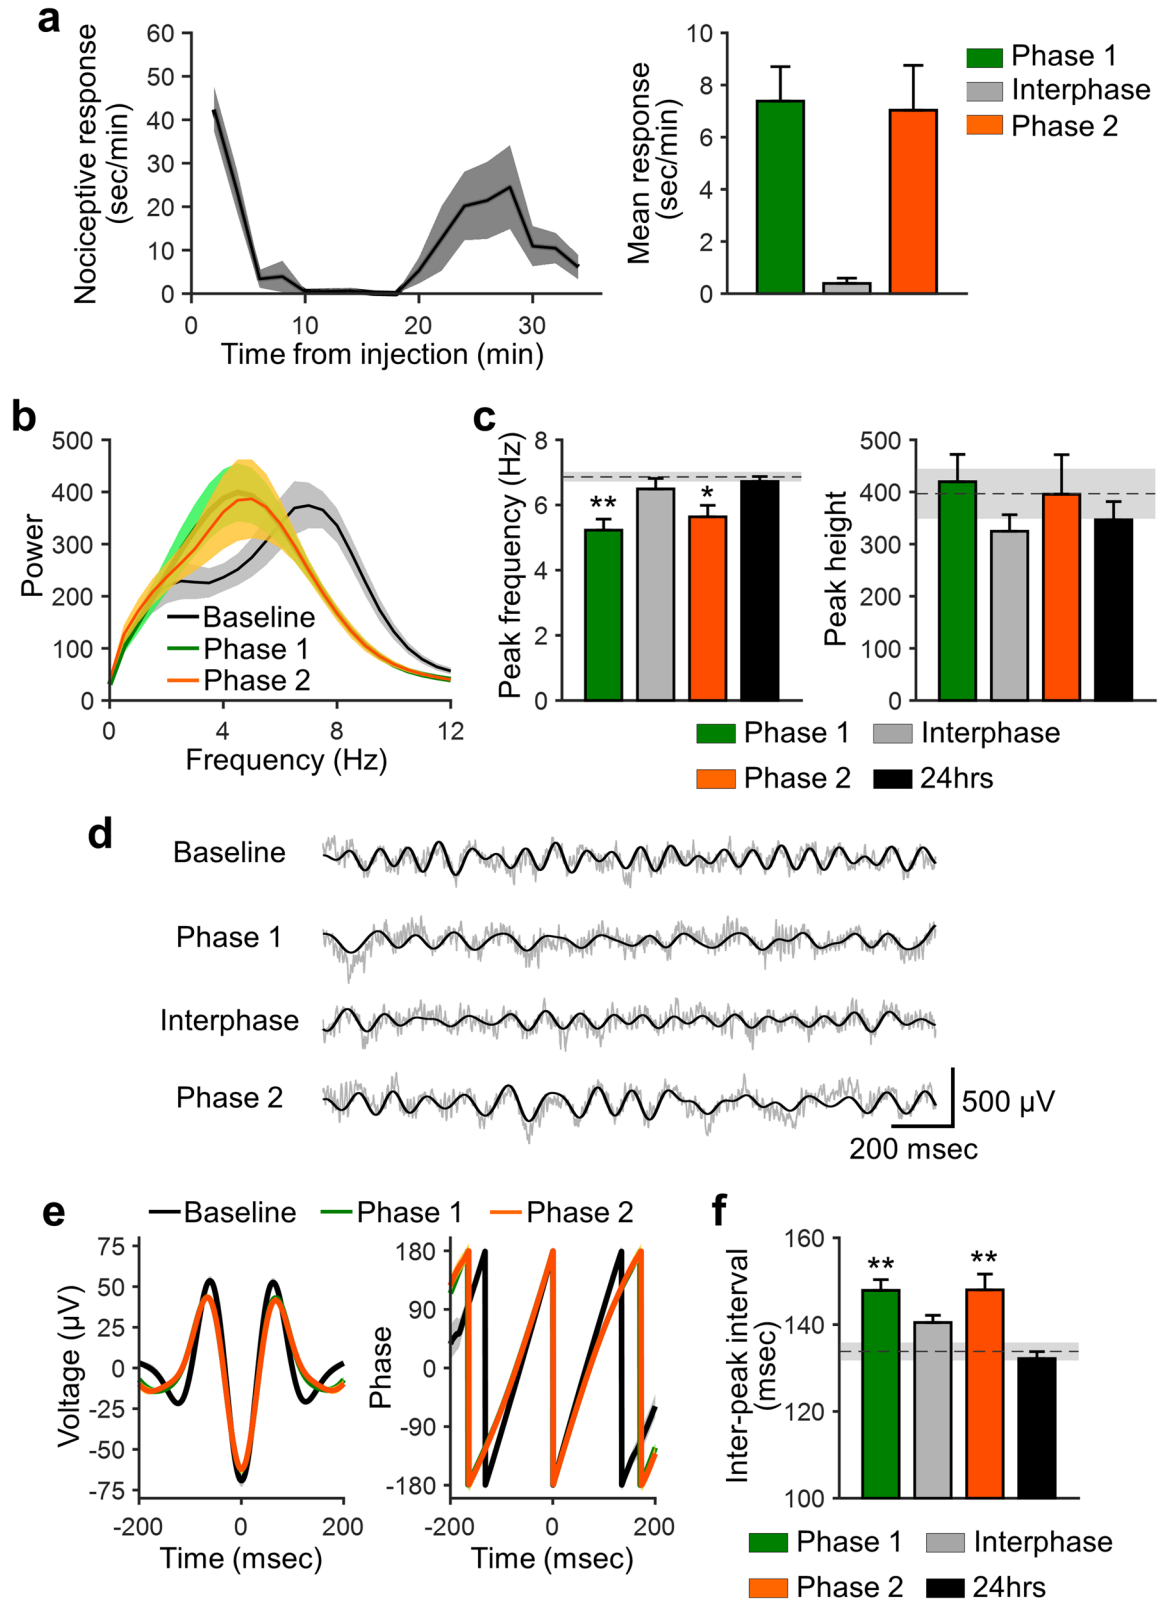 a
Nociceptive response
(sec/min)
60
50
40
30
20
10
0
0 10 20 30
Time from injection (min)
Mean response
(sec/min)
10
8
6
4
2
0
Phase 1
Interphase
Phase 2
b
Power
500
400
300
200
100
0
Baseline
Phase 1
Phase 2
0 4 8 12
Frequency (Hz)
c
Peak frequency (Hz)
8
6
4
2
0
** *
Peak height
500
400
300
200
100
0
Phase 1 Interphase
Phase 2 24hrs
d
Baseline
Phase 1
Interphase
Phase 2
500 µV
200 msec
e
Baseline Phase 1 Phase 2
Voltage (µV)
75
50
25
0
-25
-50
-75
-200 0 200
Time (msec)
Phase
180
90
0
-90
-180
-200 0 200
Time (msec)
f
Inter-peak interval
(msec)
160
140
120
100
** **
Phase 1 Interphase
Phase 2 24hrs